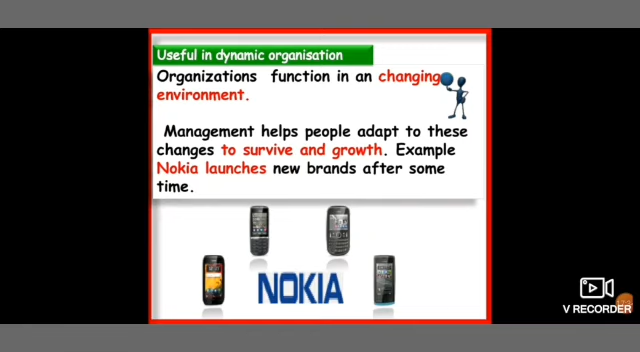 Useful in dynamic organisation
Organizations function in an changing
environment.
Management helps people adapt to these
changes to survive and growth. Example
Nokia launches new brands after some
time.
NOKIA
V RECORDER